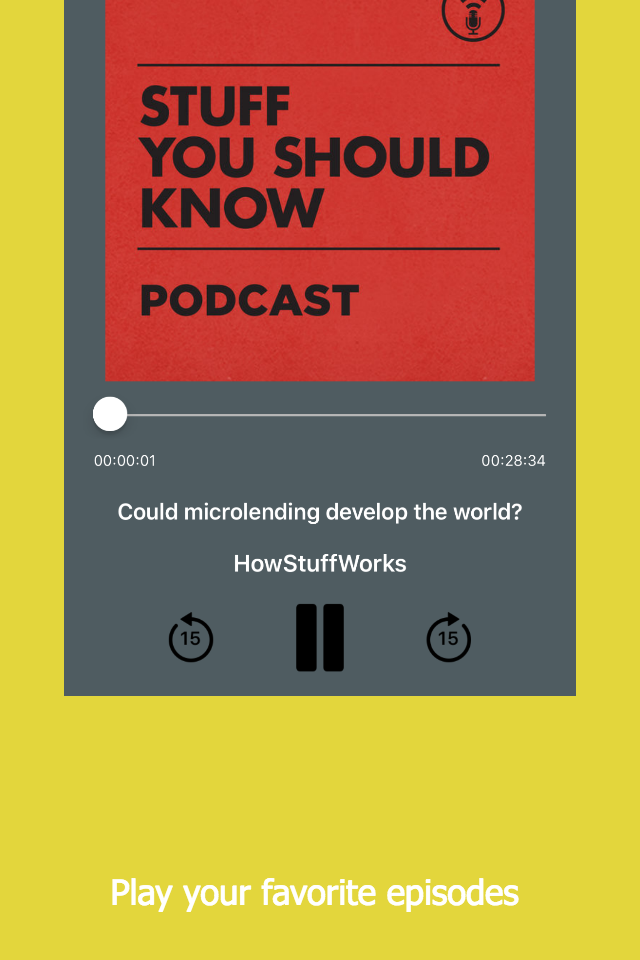 STUFF
YOU SHOULD
KNOW
PODCAST
00:00:01 00:28:34
Could microlending develop the world?
HowStuffWorks
15 15
Play your favorite episodes